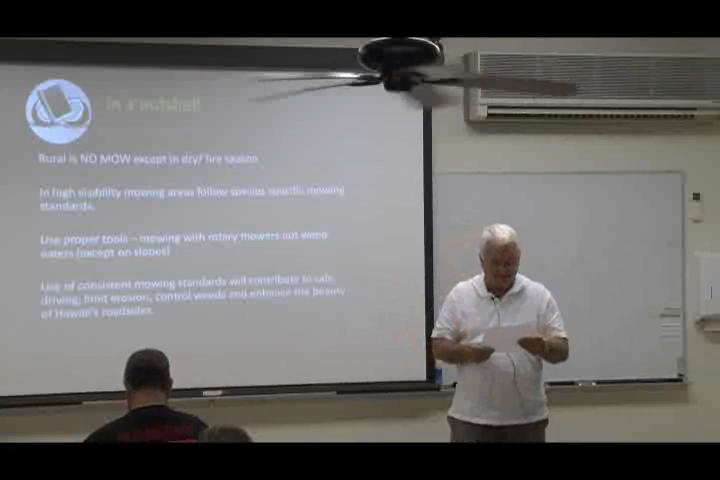 In a nutshell
Rural is NO MOW except in dry/ fire season
In high visibility mowing areas follow species specific mowing
standards.
Use proper tools – mowing with rotary mowers not weed
eaters (except on slopes)
Use of consistent mowing standards will contribute to safe
driving, limit erosion, control weeds and enhance the beauty
of Hawaii's roadsides.